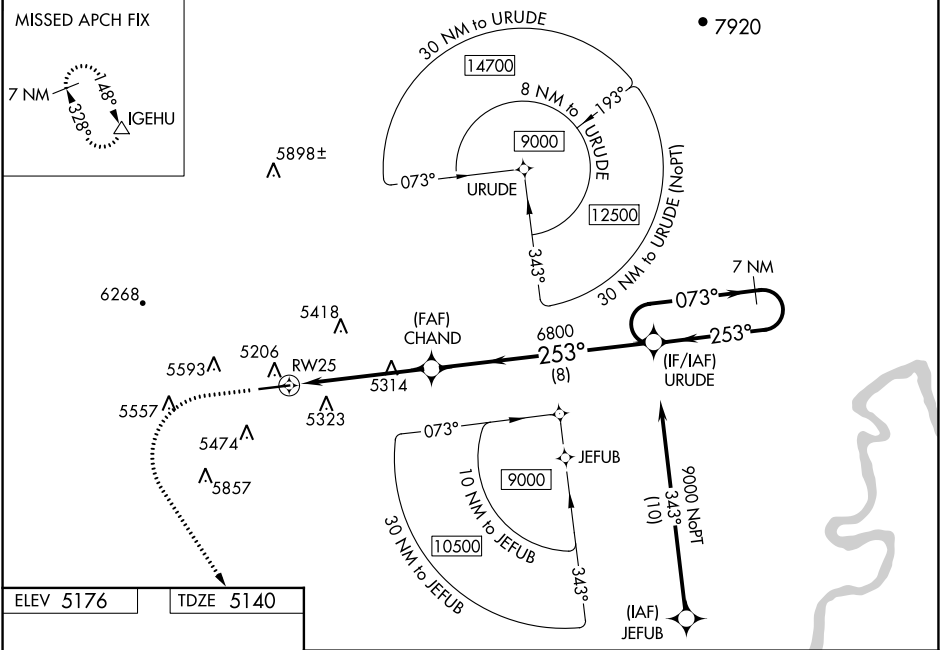 MISSED APCH FIX
7 NM
148°
328°
IGEHU
7920
30 NM to URUDE
14700
8 NM to URUDE
193°
9000
5898±
073°
URUDE
12500
30 NM to URUDE (NoPT)
343°
7 NM
6268
073°
5418
(FAF)
CHAND
6800
253°
(8)
253°
(IF/IAF)
URUDE
5593
5206
RW25
5314
5557
5323
5474
5857
073°
JEFUB
9000
10 NM to JEFUB
10500
30 NM to JEFUB
343°
9000 NoPT
343°
(10)
(IAF)
JEFUB
ELEV 5176
TDZE 5140